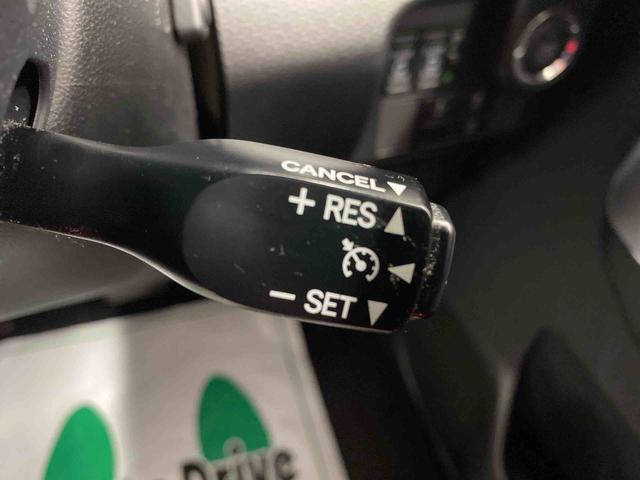 CANCEL▼
+ RES ▲
◀
− SET ▼
Drive